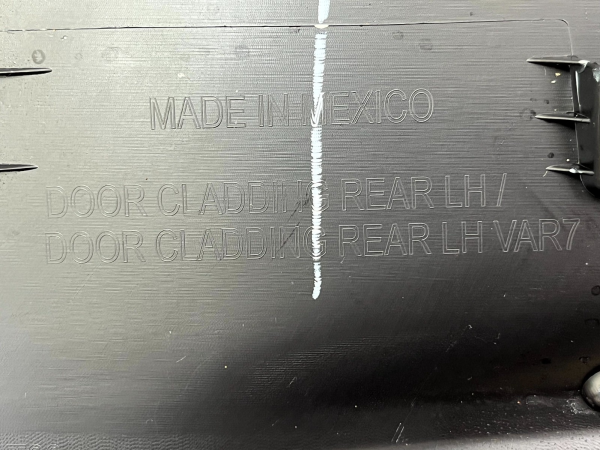 MADE IN MEXICO
DOOR CLADDING REAR LH /
DOOR CLADDING REAR LH VAR7